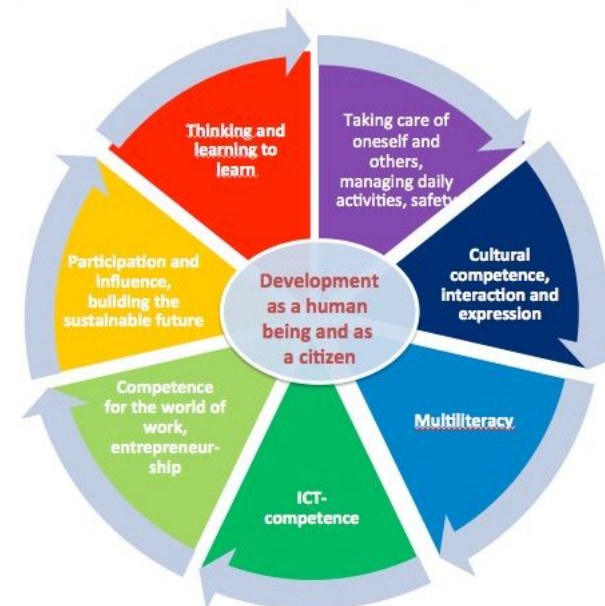 Thinking and
learning to
learn
Taking care of
oneself and
others,
managing daily
activities, safety
Cultural
competence,
interaction and
expression
Multiliteracy
ICT-
competence
Competence
for the world of
work,
entrepreneur-
ship
Participation and
influence,
building the
sustainable future
Development
as a human
being and as
a citizen